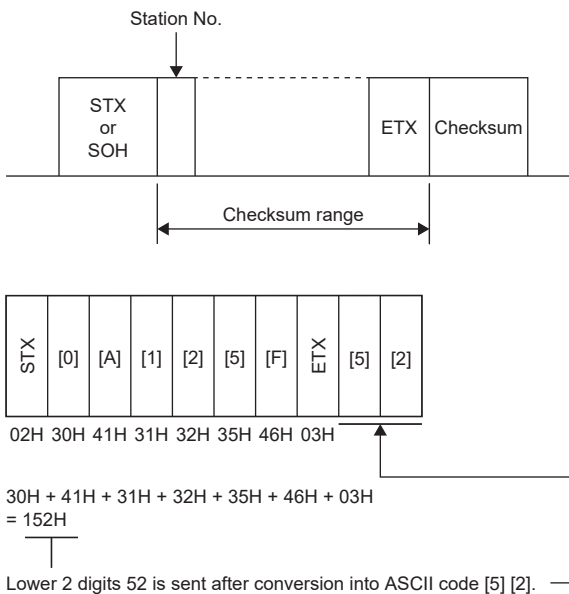 Station No.
STX
or
SOH
ETX
Checksum
Checksum range
STX [0] [A] [1] [2] [5] [F] ETX [5] [2]
02H 30H 41H 31H 32H 35H 46H 03H
30H + 41H + 31H + 32H + 35H + 46H + 03H
= 152H
Lower 2 digits 52 is sent after conversion into ASCII code [5] [2].